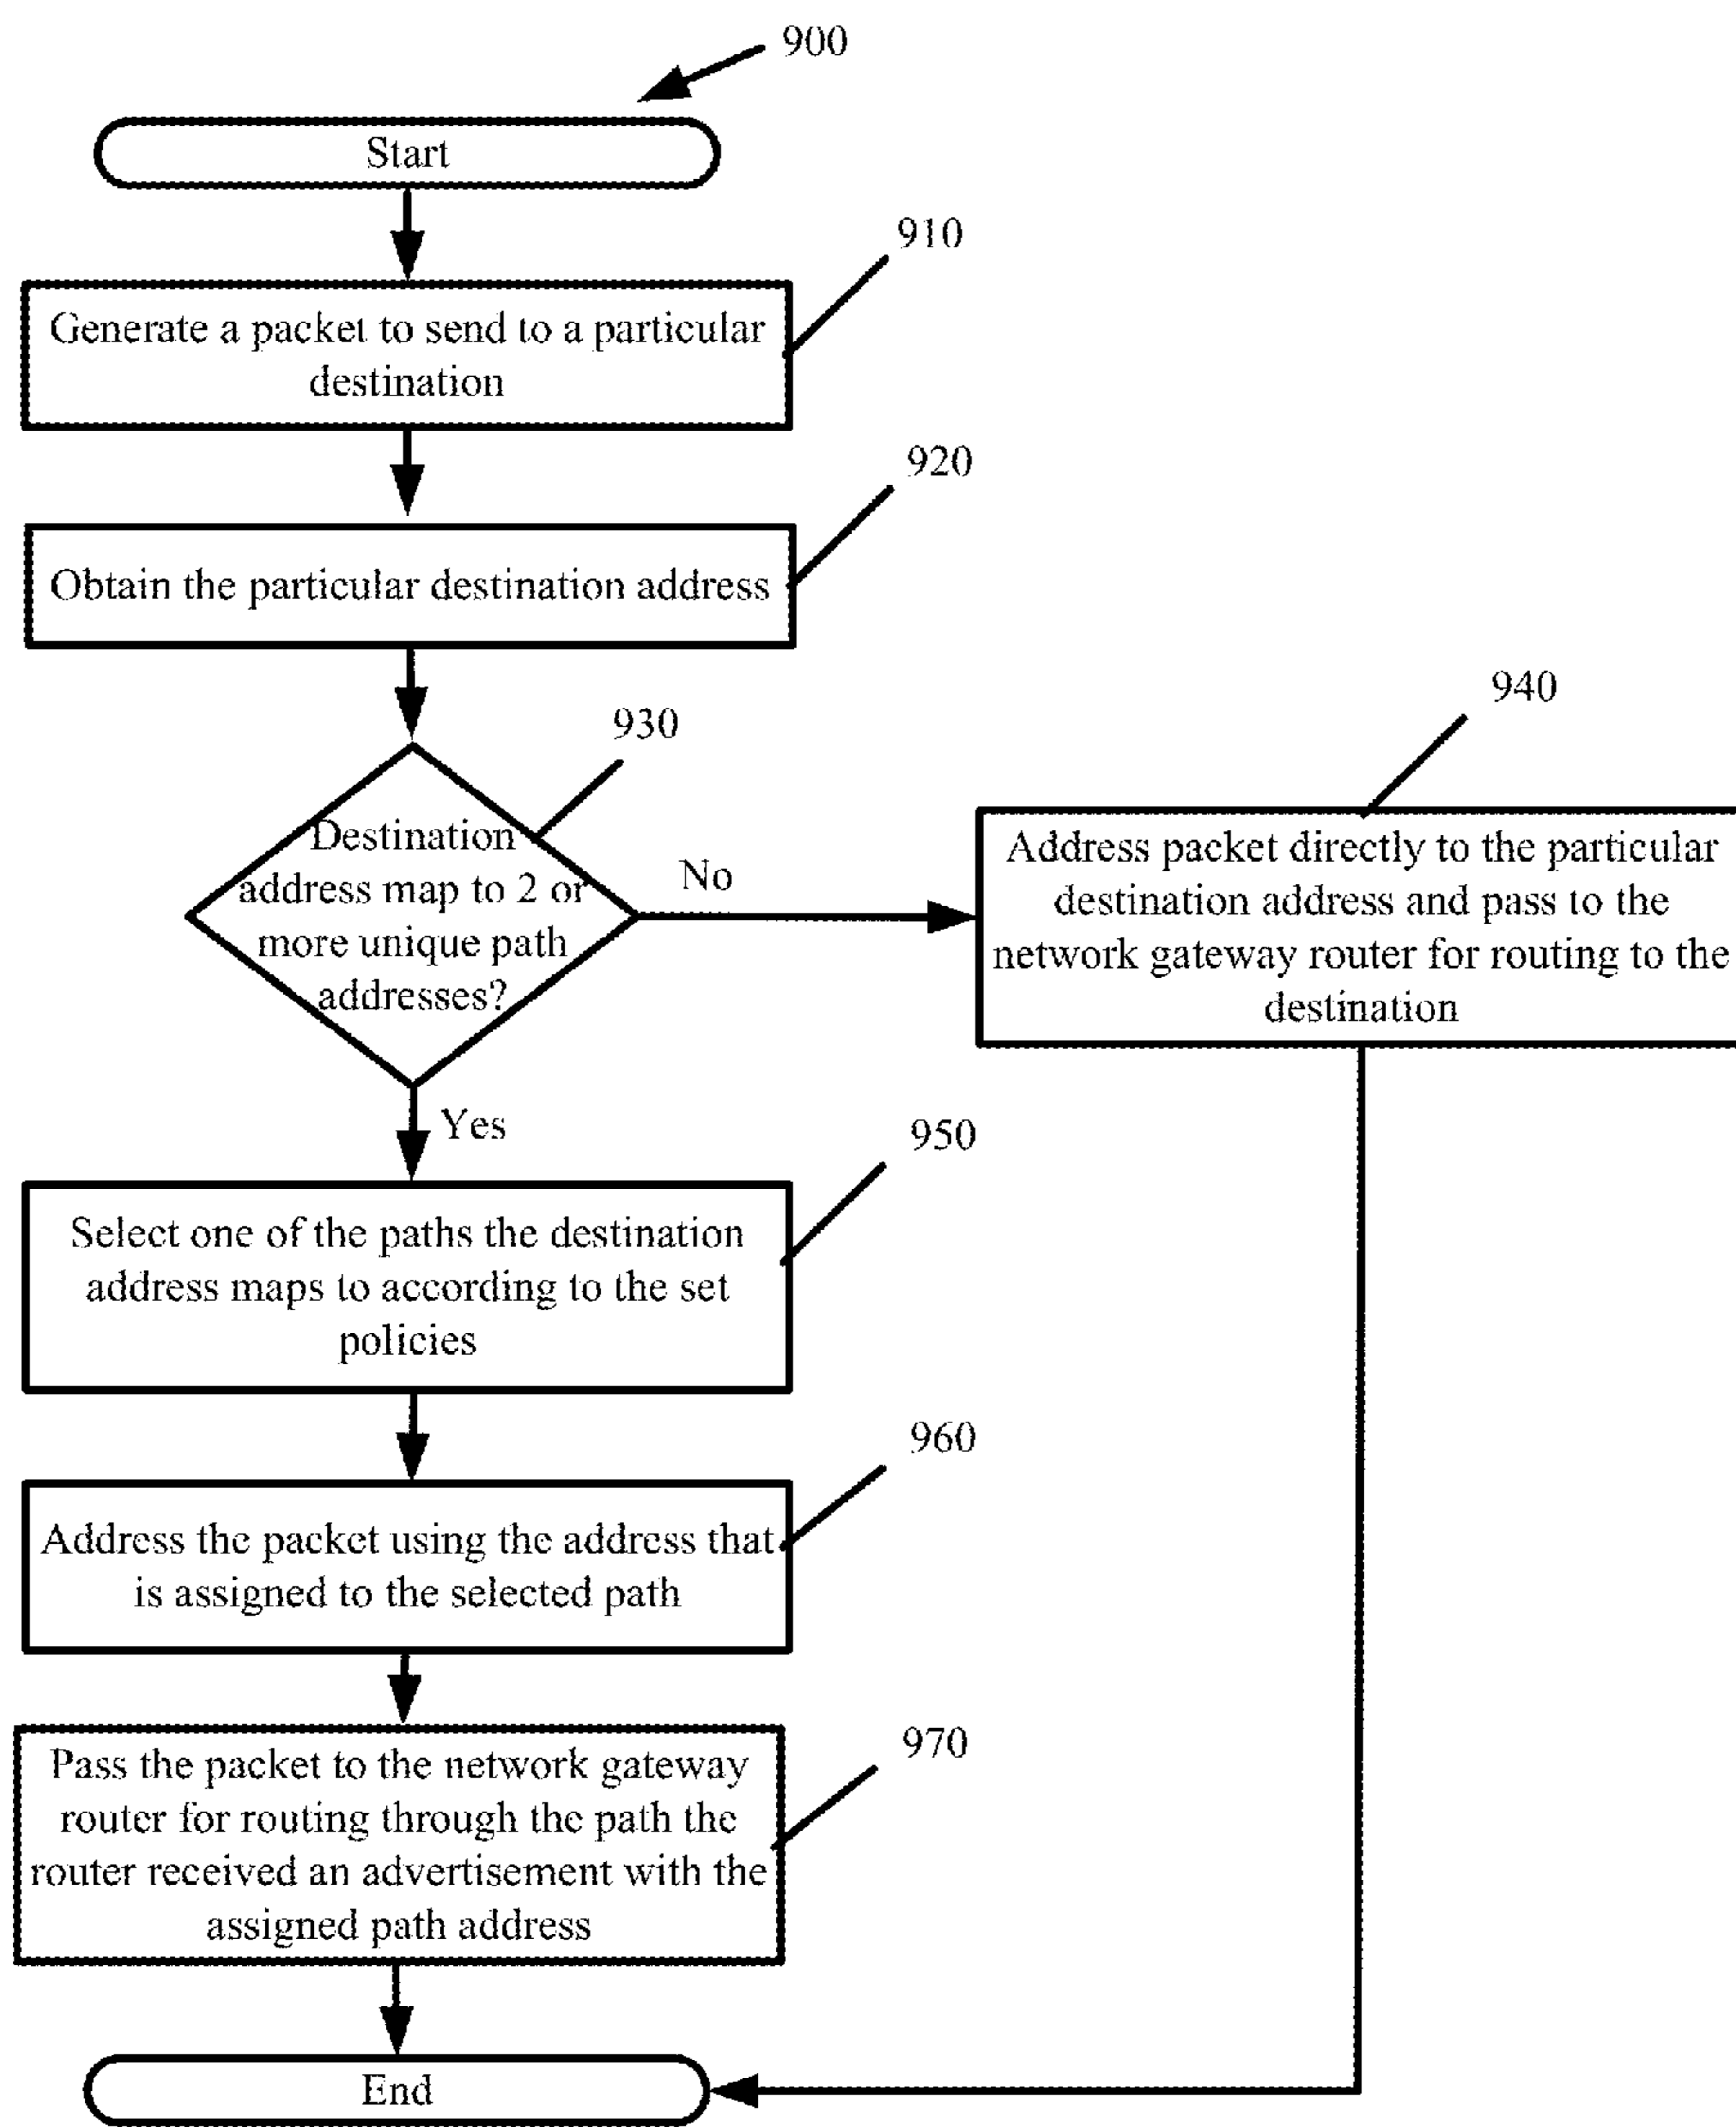 900
Start
910
Generate a packet to send to a particular
destination
920
Obtain the particular destination address
930
Destination
address map to 2 or
more unique path
addresses?
No
940
Address packet directly to the particular
destination address and pass to the
network gateway router for routing to the
destination
Yes
950
Select one of the paths the destination
address maps to according to the set
policies
960
Address the packet using the address that
is assigned to the selected path
970
Pass the packet to the network gateway
router for routing through the path the
router received an advertisement with the
assigned path address
End